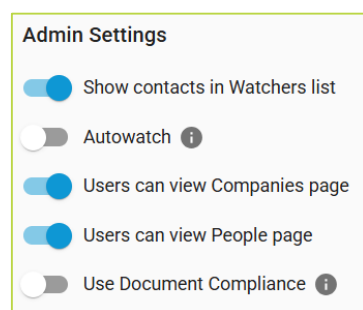 Admin Settings
Show contacts in Watchers list
Autowatch
Users can view Companies page
Users can view People page
Use Document Compliance